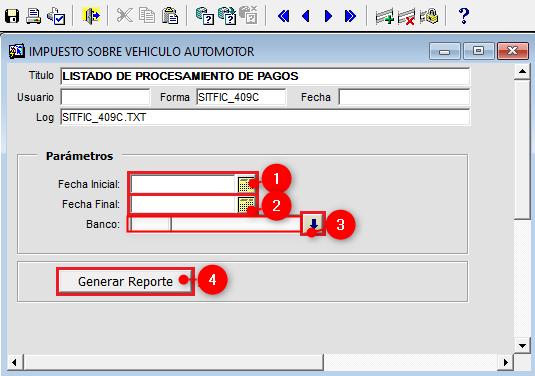 IMPUESTO SOBRE VEHICULO AUTOMOTOR
Titulo LISTADO DE PROCESAMIENTO DE PAGOS
Usuario Forma SITFIC_409C Fecha
Log SITFIC_409C.TXT
Parámetros
Fecha Inicial: 1
Fecha Final: 2
Banco: 3
Generar Reporte 4